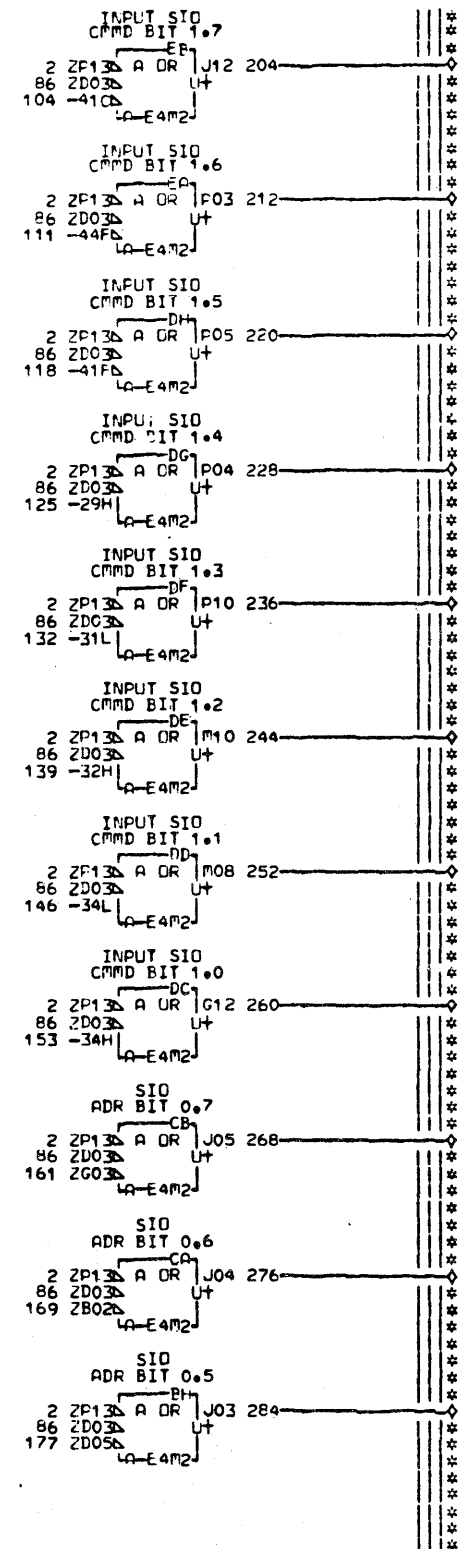 INPUT SIO
CMMD BIT 1.7
EB
2 ZP13 A OR J12 204
86 ZD03 U+
104 -41C
A-E4M2
INPUT SIO
CMMD BIT 1.6
EA
2 ZP13 A OR P03 212
86 ZD03 U+
111 -44F
A-E4M2
INPUT SIO
CMMD BIT 1.5
DH
2 ZP13 A OR P05 220
86 ZD03 U+
118 -41F
A-E4M2
INPUT SIO
CMMD BIT 1.4
DG
2 ZP13 A OR P04 228
86 ZD03 U+
125 -29H
A-E4M2
INPUT SIO
CMMD BIT 1.3
DF
2 ZP13 A OR P10 236
86 ZD03 U+
132 -31L
A-E4M2
INPUT SIO
CMMD BIT 1.2
DE
2 ZP13 A OR M10 244
86 ZD03 U+
139 -32H
A-E4M2
INPUT SIO
CMMD BIT 1.1
DD
2 ZP13 A OR M08 252
86 ZD03 U+
146 -34L
A-E4M2
INPUT SIO
CMMD BIT 1.0
DC
2 ZP13 A OR G12 260
86 ZD03 U+
153 -34H
A-E4M2
SIO
ADR BIT 0.7
CB
2 ZP13 A OR J05 268
86 ZD03 U+
161 ZG03
A-E4M2
SIO
ADR BIT 0.6
CA
2 ZP13 A OR J04 276
86 ZD03 U+
169 ZB02
A-E4M2
SIO
ADR BIT 0.5
BH
2 ZP13 A OR J03 284
86 ZD03 U+
177 ZD05
A-E4M2